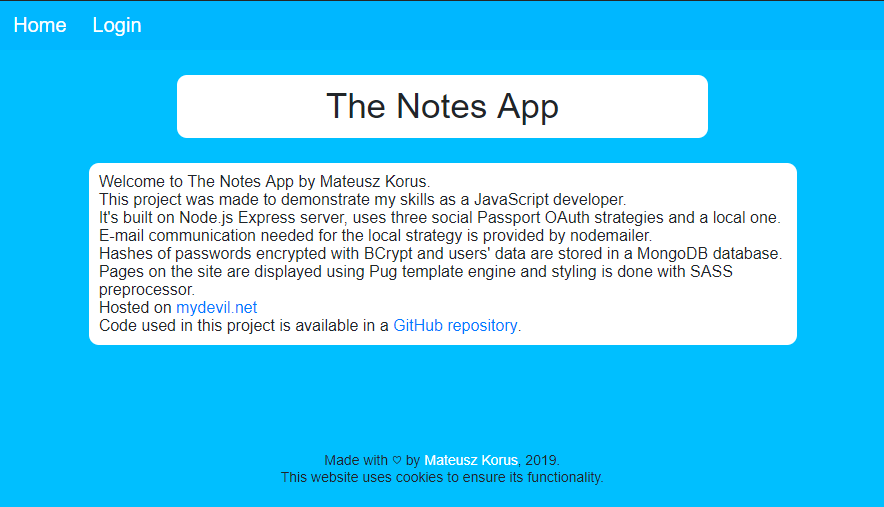 Home Login
The Notes App
Welcome to The Notes App by Mateusz Korus.
This project was made to demonstrate my skills as a JavaScript developer.
It's built on Node.js Express server, uses three social Passport OAuth strategies and a local one.
E-mail communication needed for the local strategy is provided by nodemailer.
Hashes of passwords encrypted with BCrypt and users' data are stored in a MongoDB database.
Pages on the site are displayed using Pug template engine and styling is done with SASS
preprocessor.
Hosted on mydevil.net
Code used in this project is available in a GitHub repository.
Made with ♡ by Mateusz Korus, 2019.
This website uses cookies to ensure its functionality.